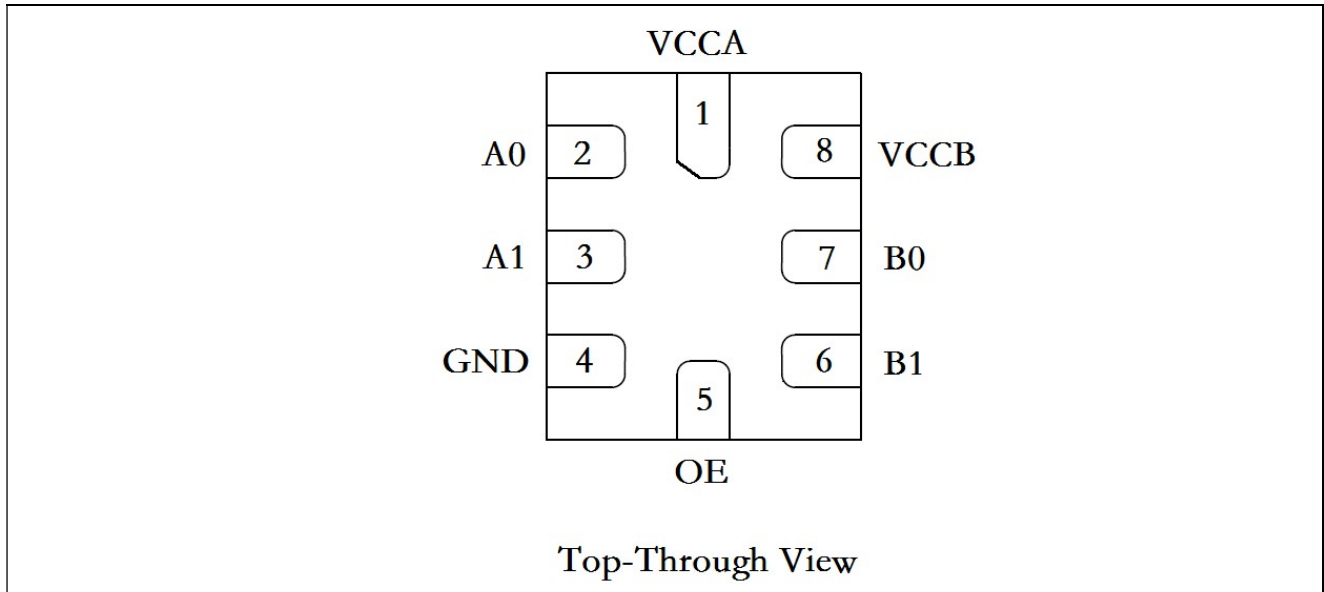 VCCA
1
A0 2 8 VCCB
A1 3 7 B0
GND 4 6 B1
5
OE
Top-Through View